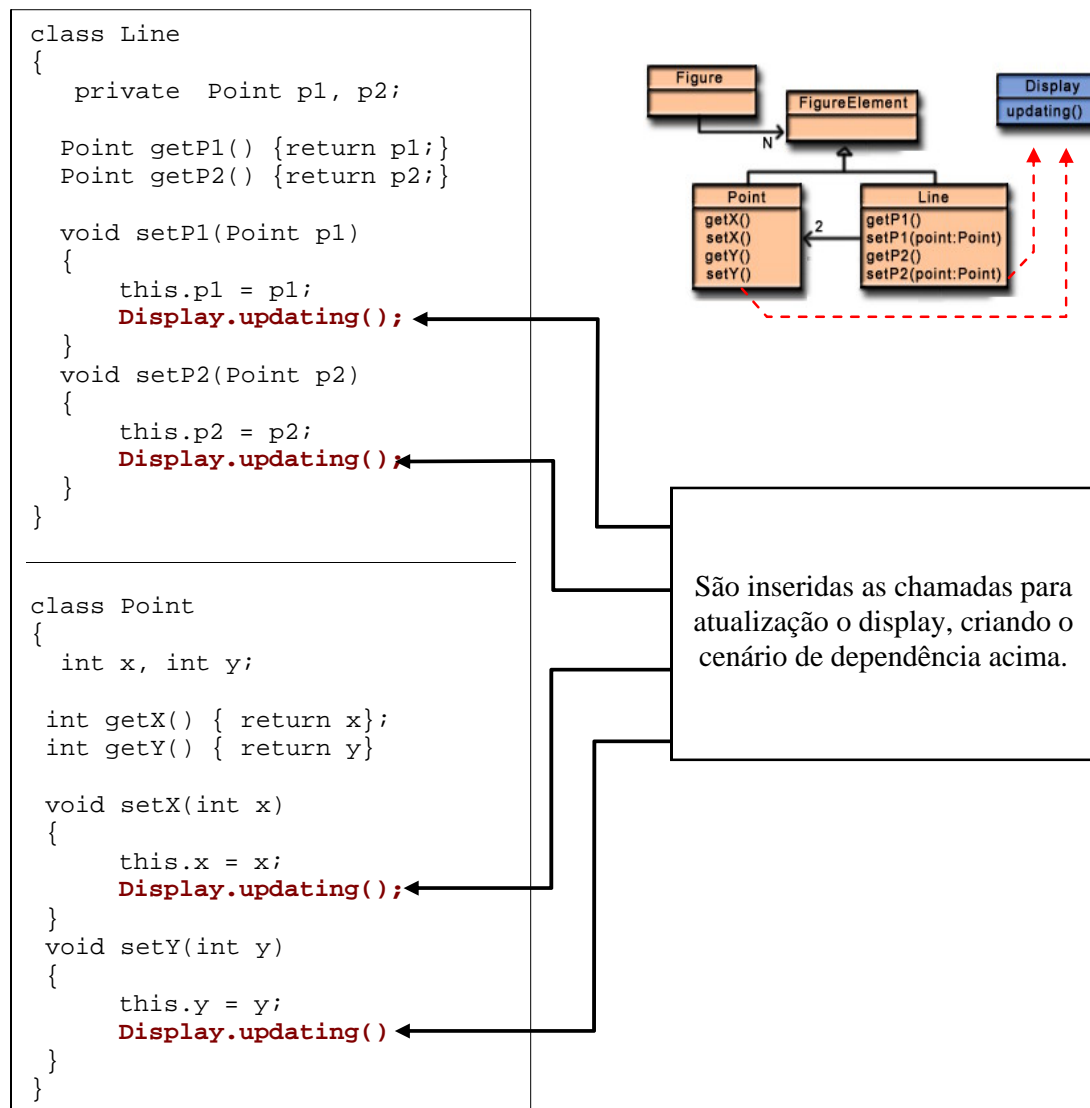 class Line
{
private Point p1, p2;
Point getP1() {return p1;}
Point getP2() {return p2;}
void setP1(Point p1)
{
this.p1 = p1;
Display.updating();
}
void setP2(Point p2)
{
this.p2 = p2;
Display.updating();
}
}
class Point
{
int x, int y;
int getX() { return x};
int getY() { return y}
void setX(int x)
{
this.x = x;
Display.updating();
}
void setY(int y)
{
this.y = y;
Display.updating()
}
}
Figure
FigureElement
Display
updating()
N
Point
getX()
setX()
getY()
setY()
2
Line
getP1()
setP1(point:Point)
getP2()
setP2(point:Point)
São inseridas as chamadas para
atualização o display, criando o
cenário de dependência acima.